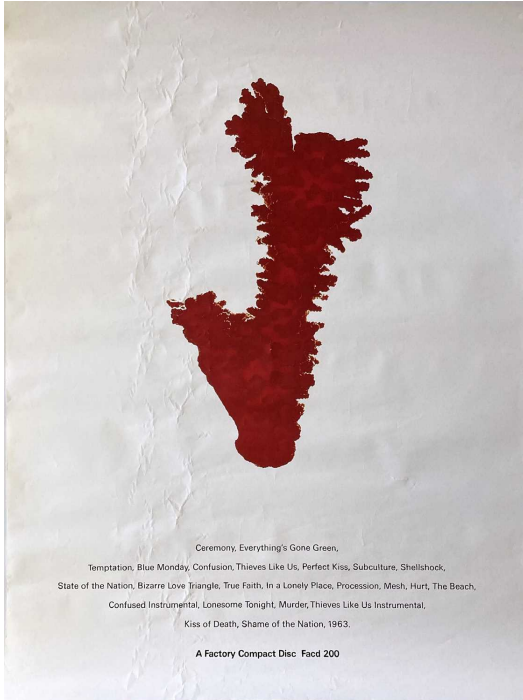 Ceremony, Everything's Gone Green,
Temptation, Blue Monday, Confusion, Thieves Like Us, Perfect Kiss, Subculture, Shellshock,
State of the Nation, Bizarre Love Triangle, True Faith, In a Lonely Place, Procession, Mesh, Hurt, The Beach,
Confused Instrumental, Lonesome Tonight, Murder, Thieves Like Us Instrumental,
Kiss of Death, Shame of the Nation, 1963.
A Factory Compact Disc Facd 200